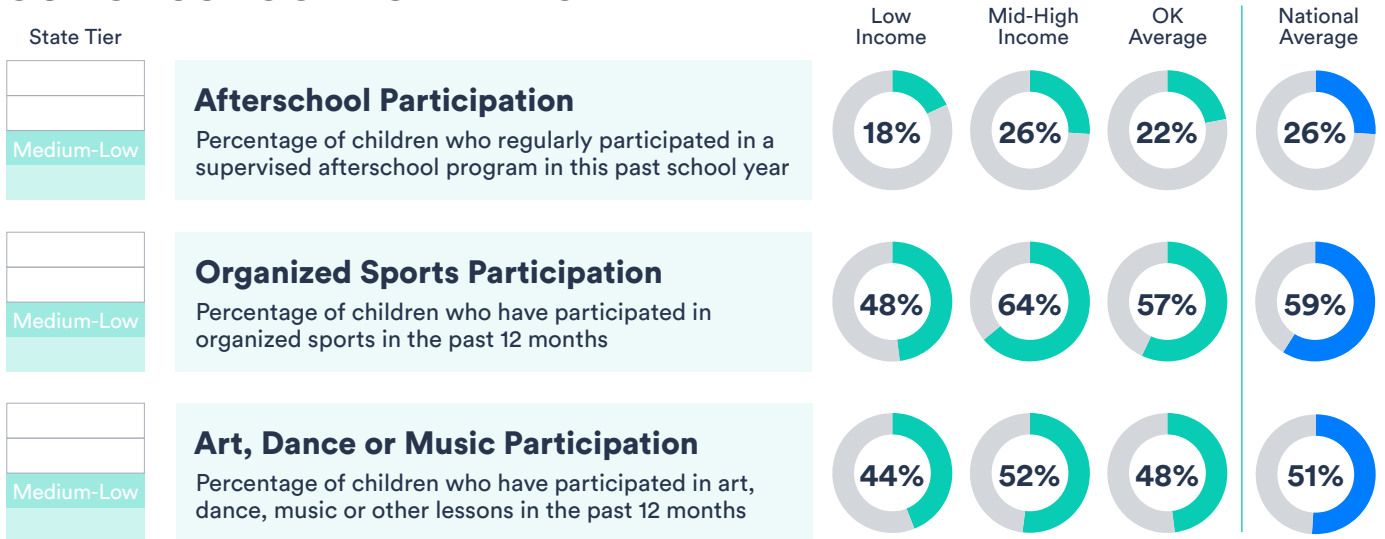 State Tier
Low
Income
Mid-High
Income
OK
Average
National
Average
Medium-Low
Afterschool Participation
Percentage of children who regularly participated in a
supervised afterschool program in this past school year
18%
26%
22%
26%
Medium-Low
Organized Sports Participation
Percentage of children who have participated in
organized sports in the past 12 months
48%
64%
57%
59%
Medium-Low
Art, Dance or Music Participation
Percentage of children who have participated in art,
dance, music or other lessons in the past 12 months
44%
52%
48%
51%